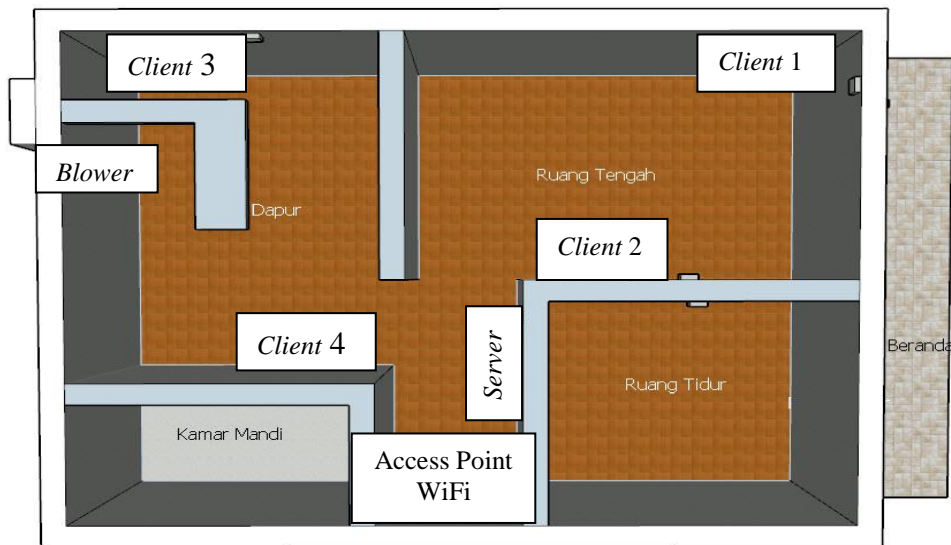 Client 3
Client 1
Blower
Ruang Tengah
Dapur
Client 2
Client 4
Server
Beranda
Ruang Tidur
Kamar Mandi
Access Point
WiFi